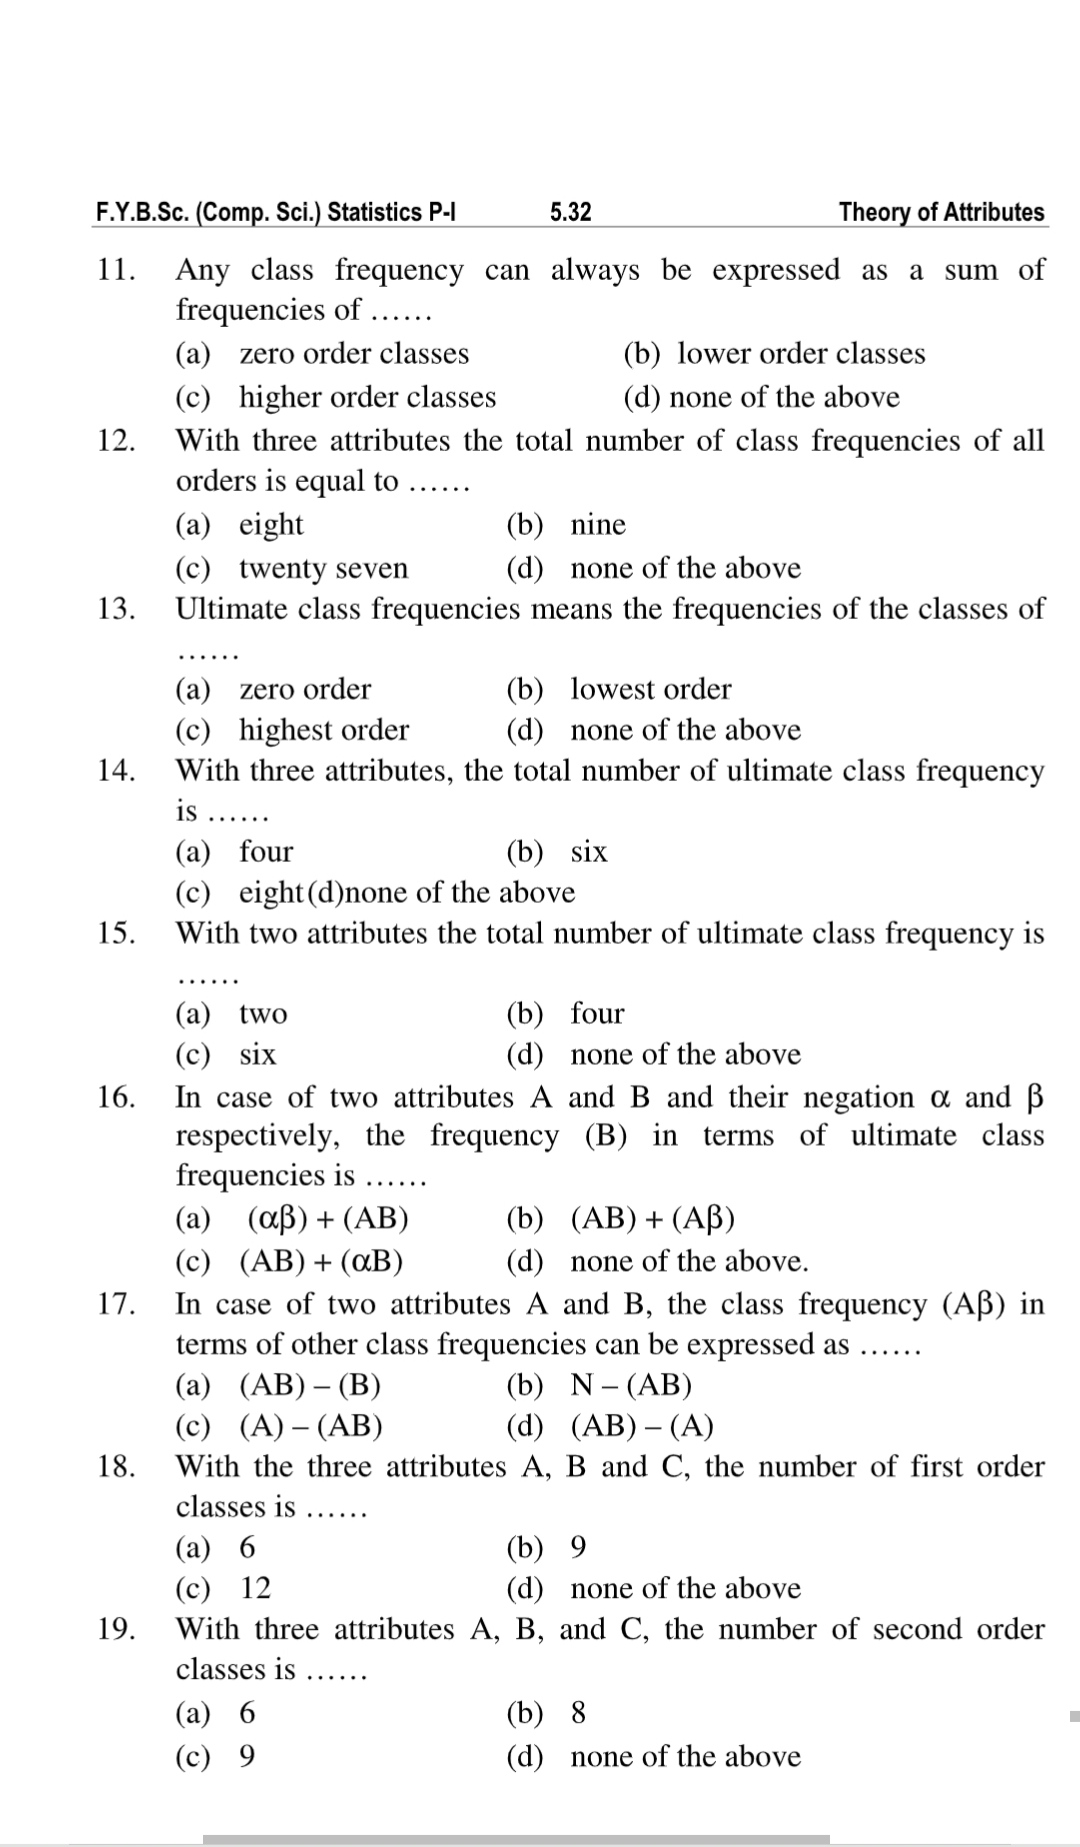 F.Y.B.Sc. (Comp. Sci.) Statistics P-I 5.32 Theory of Attributes
11. Any class frequency can always be expressed as a sum of
frequencies of ......
(a) zero order classes (b) lower order classes
(c) higher order classes (d) none of the above
12. With three attributes the total number of class frequencies of all
orders is equal to ......
(a) eight (b) nine
(c) twenty seven (d) none of the above
13. Ultimate class frequencies means the frequencies of the classes of
......
(a) zero order (b) lowest order
(c) highest order (d) none of the above
14. With three attributes, the total number of ultimate class frequency
is ......
(a) four (b) six
(c) eight(d)none of the above
15. With two attributes the total number of ultimate class frequency is
......
(a) two (b) four
(c) six (d) none of the above
16. In case of two attributes A and B and their negation α and β
respectively, the frequency (B) in terms of ultimate class
frequencies is ......
(a) (αβ) + (AB) (b) (AB) + (Aβ)
(c) (AB) + (αB) (d) none of the above.
17. In case of two attributes A and B, the class frequency (Aβ) in
terms of other class frequencies can be expressed as ......
(a) (AB) – (B) (b) N – (AB)
(c) (A) – (AB) (d) (AB) – (A)
18. With the three attributes A, B and C, the number of first order
classes is ......
(a) 6 (b) 9
(c) 12 (d) none of the above
19. With three attributes A, B, and C, the number of second order
classes is ......
(a) 6 (b) 8
(c) 9 (d) none of the above